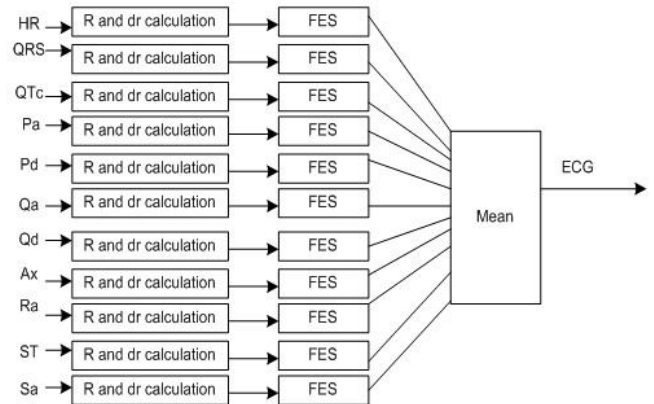 HR R and dr calculation FES
QRS R and dr calculation FES
QTc R and dr calculation FES
Pa R and dr calculation FES
Pd R and dr calculation FES
Qa R and dr calculation FES
Qd R and dr calculation FES
Ax R and dr calculation FES
Ra R and dr calculation FES
ST R and dr calculation FES
Sa R and dr calculation FES
Mean
ECG